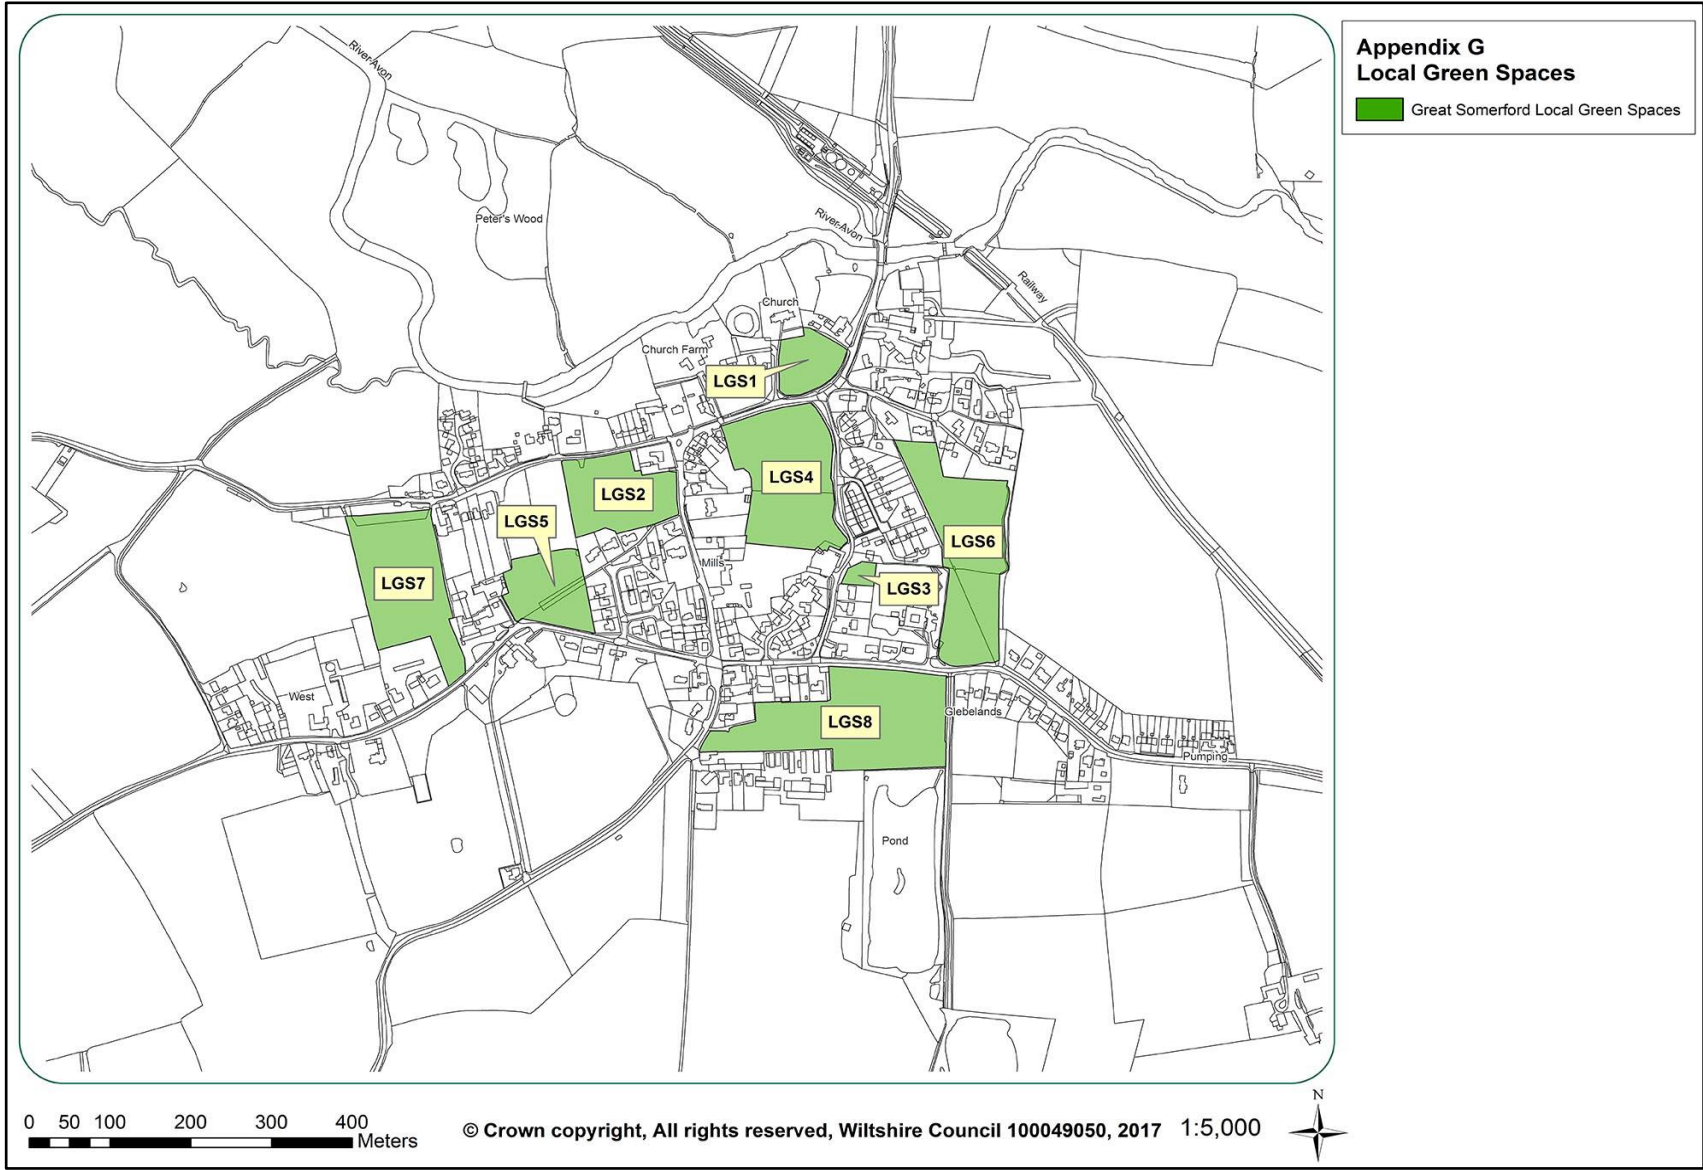 Appendix G
Local Green Spaces
Great Somerford Local Green Spaces
River Avon
Peter's Wood
River Avon
Railway
Church
Church Farm
LGS1
LGS4
LGS2
LGS5
LGS6
Mills
LGS7
LGS3
West
Glebelands
LGS8
Pumping
Pond
N
0 50 100 200 300 400
Meters
© Crown copyright, All rights reserved, Wiltshire Council 100049050, 2017 1:5,000